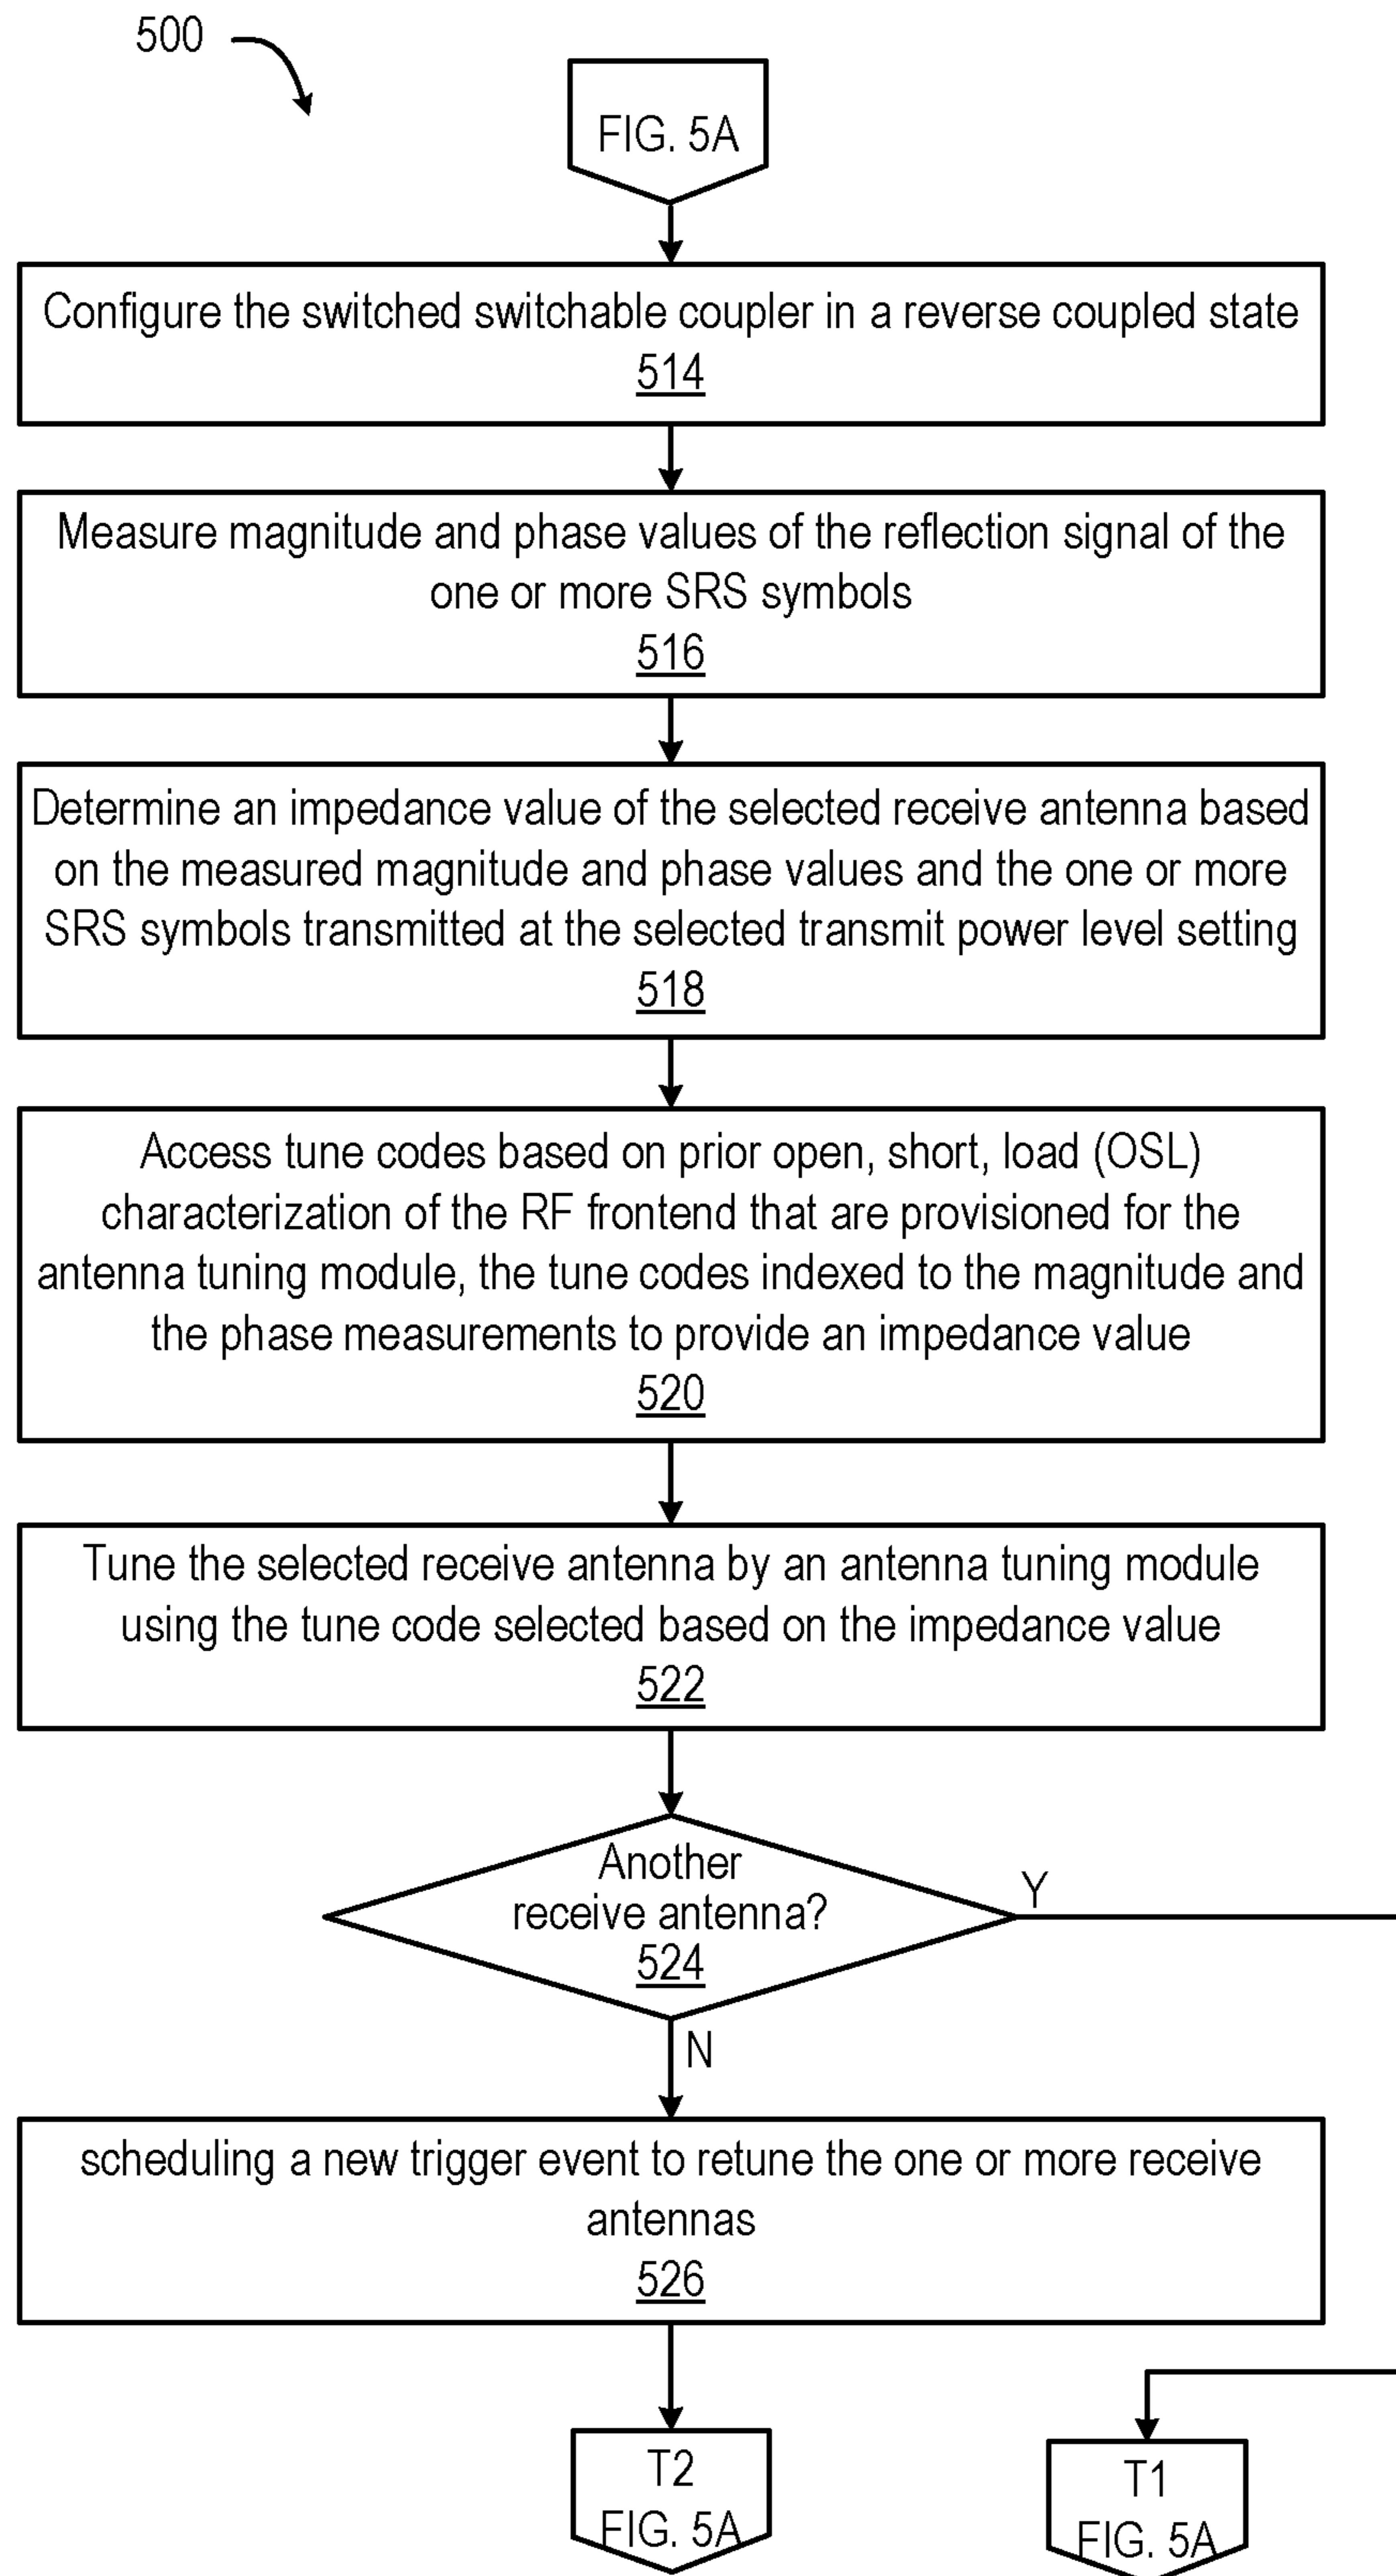 500
FIG. 5A
Configure the switched switchable coupler in a reverse coupled state
514
Measure magnitude and phase values of the reflection signal of the
one or more SRS symbols
516
Determine an impedance value of the selected receive antenna based
on the measured magnitude and phase values and the one or more
SRS symbols transmitted at the selected transmit power level setting
518
Access tune codes based on prior open, short, load (OSL)
characterization of the RF frontend that are provisioned for the
antenna tuning module, the tune codes indexed to the magnitude and
the phase measurements to provide an impedance value
520
Tune the selected receive antenna by an antenna tuning module
using the tune code selected based on the impedance value
522
Another
receive antenna?
524
Y
N
scheduling a new trigger event to retune the one or more receive
antennas
526
T2
FIG. 5A
T1
FIG. 5A